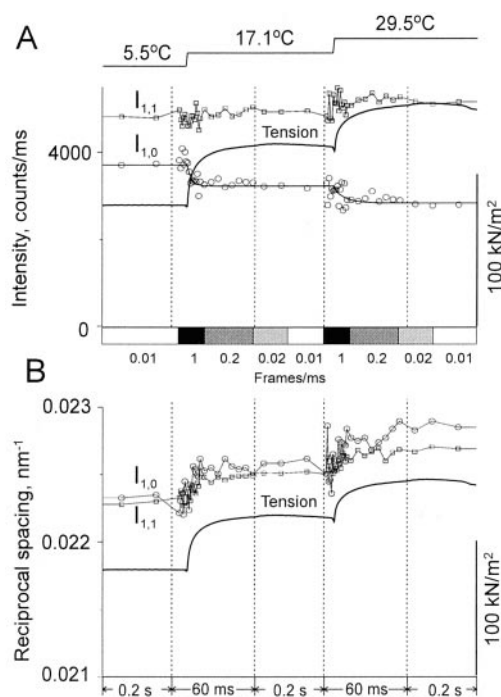 A
5.5ºC
17.1ºC
29.5ºC
I1,1
I1,0
Tension
Intensity, counts/ms
4000
0
100 kN/m2
0.01 1 0.2 0.02 0.01 1 0.2 0.02 0.01
Frames/ms
B
0.023
0.022
0.021
Reciprocal spacing, nm-1
I1,0
I1,1
Tension
100 kN/m2
0.2 s 60 ms 0.2 s 60 ms 0.2 s